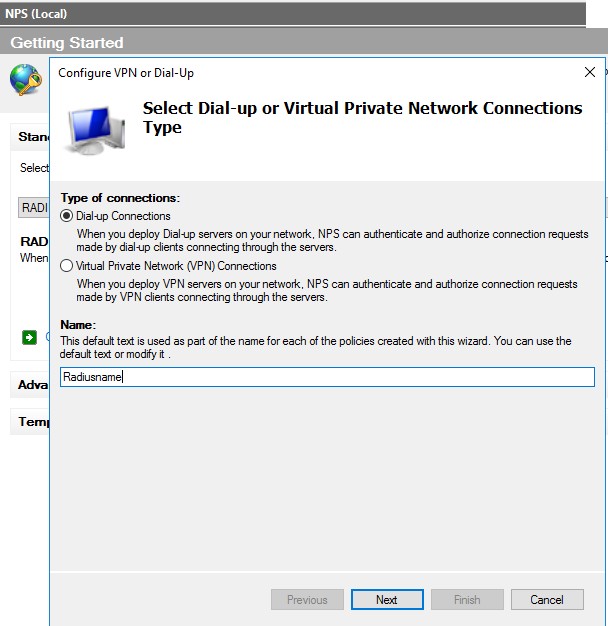 NPS (Local)
Getting Started
Configure VPN or Dial-Up
Select Dial-up or Virtual Private Network Connections
Type
Stan
Select
RADI
RAD
When
Type of connections:
Dial-up Connections
When you deploy Dial-up servers on your network, NPS can authenticate and authorize connection requests
made by dial-up clients connecting through the servers.
Virtual Private Network (VPN) Connections
When you deploy VPN servers on your network, NPS can authenticate and authorize connection requests
made by VPN clients connecting through the servers.
Name:
This default text is used as part of the name for each of the policies created with this wizard. You can use the
default text or modify it .
Radiusname
Adva
Temp
Previous
Next
Finish
Cancel